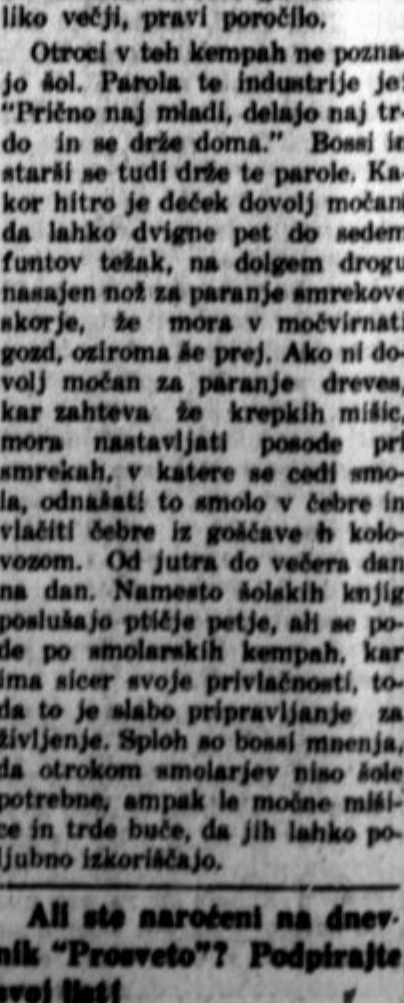 liko večji, pravi poročilo.
Otroci v teh kempah ne pozna-
jo šol. Parola te industrije je:
"Prično naj mladi, delajo naj tr-
do in se drže doma." Bossi in
starši se tudi drže te parole. Ka-
kor hitro je deček dovolj močan,
da lahko dvigne pet do sedem
funtov težak, na dolgem drogu
nasajen nož za paranje smrekove
skorje, že mora v močvirnati
gozd, oziroma še prej. Ako ni do-
volj močan za paranje dreves,
kar zahteva že krepkih mišic,
mora nastavljati posode pri
smrekah, v katere se cedi smo-
la, odnašati to smolo v čebre in
vlačiti čebre iz goščave h kolo-
vozom. Od jutra do večera dan
na dan. Namesto šolskih knjig
poslušajo ptičje petje, ali se po-
de po smolarskih kempah, kar
ima sicer svoje privlačnosti, to-
da to je slabo pripravljanje za
življenje. Sploh so bossi mnenja,
da otrokom smolarjev niso šole
potrebne, ampak le močne miši-
ce in trde buče, da jih lahko po-
ljubno izkoriščajo.
Ali ste naročeni na dnev-
nik "Prosveto"? Podpirajte
svoj list!